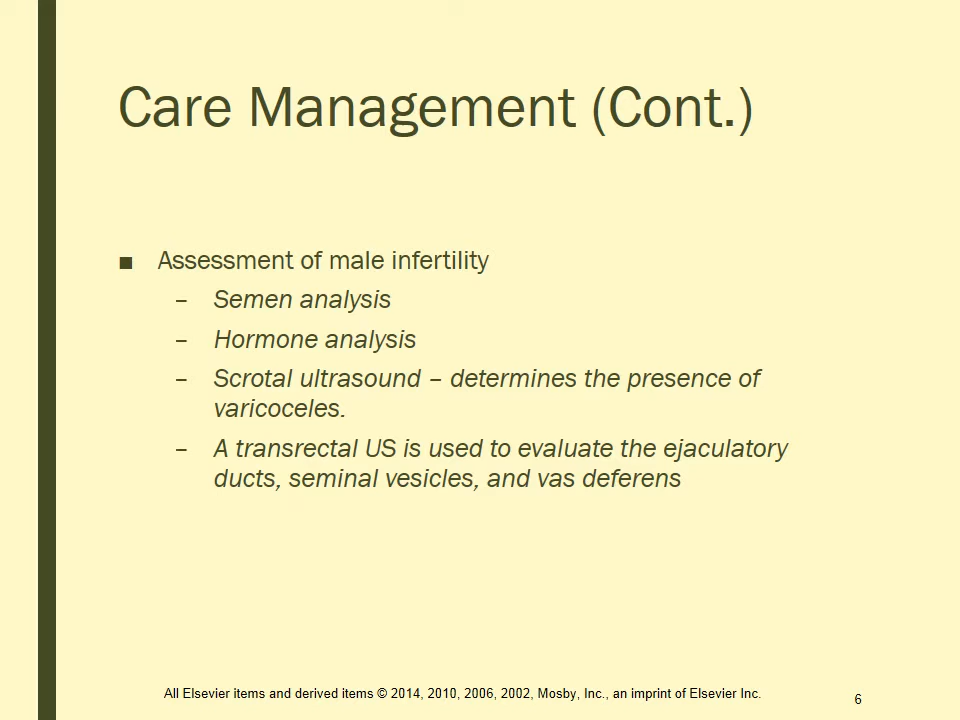 Care Management (Cont.)
■ Assessment of male infertility
– Semen analysis
– Hormone analysis
– Scrotal ultrasound – determines the presence of
varicoceles.
– A transrectal US is used to evaluate the ejaculatory
ducts, seminal vesicles, and vas deferens
All Elsevier items and derived items © 2014, 2010, 2006, 2002, Mosby, Inc., an imprint of Elsevier Inc.
6